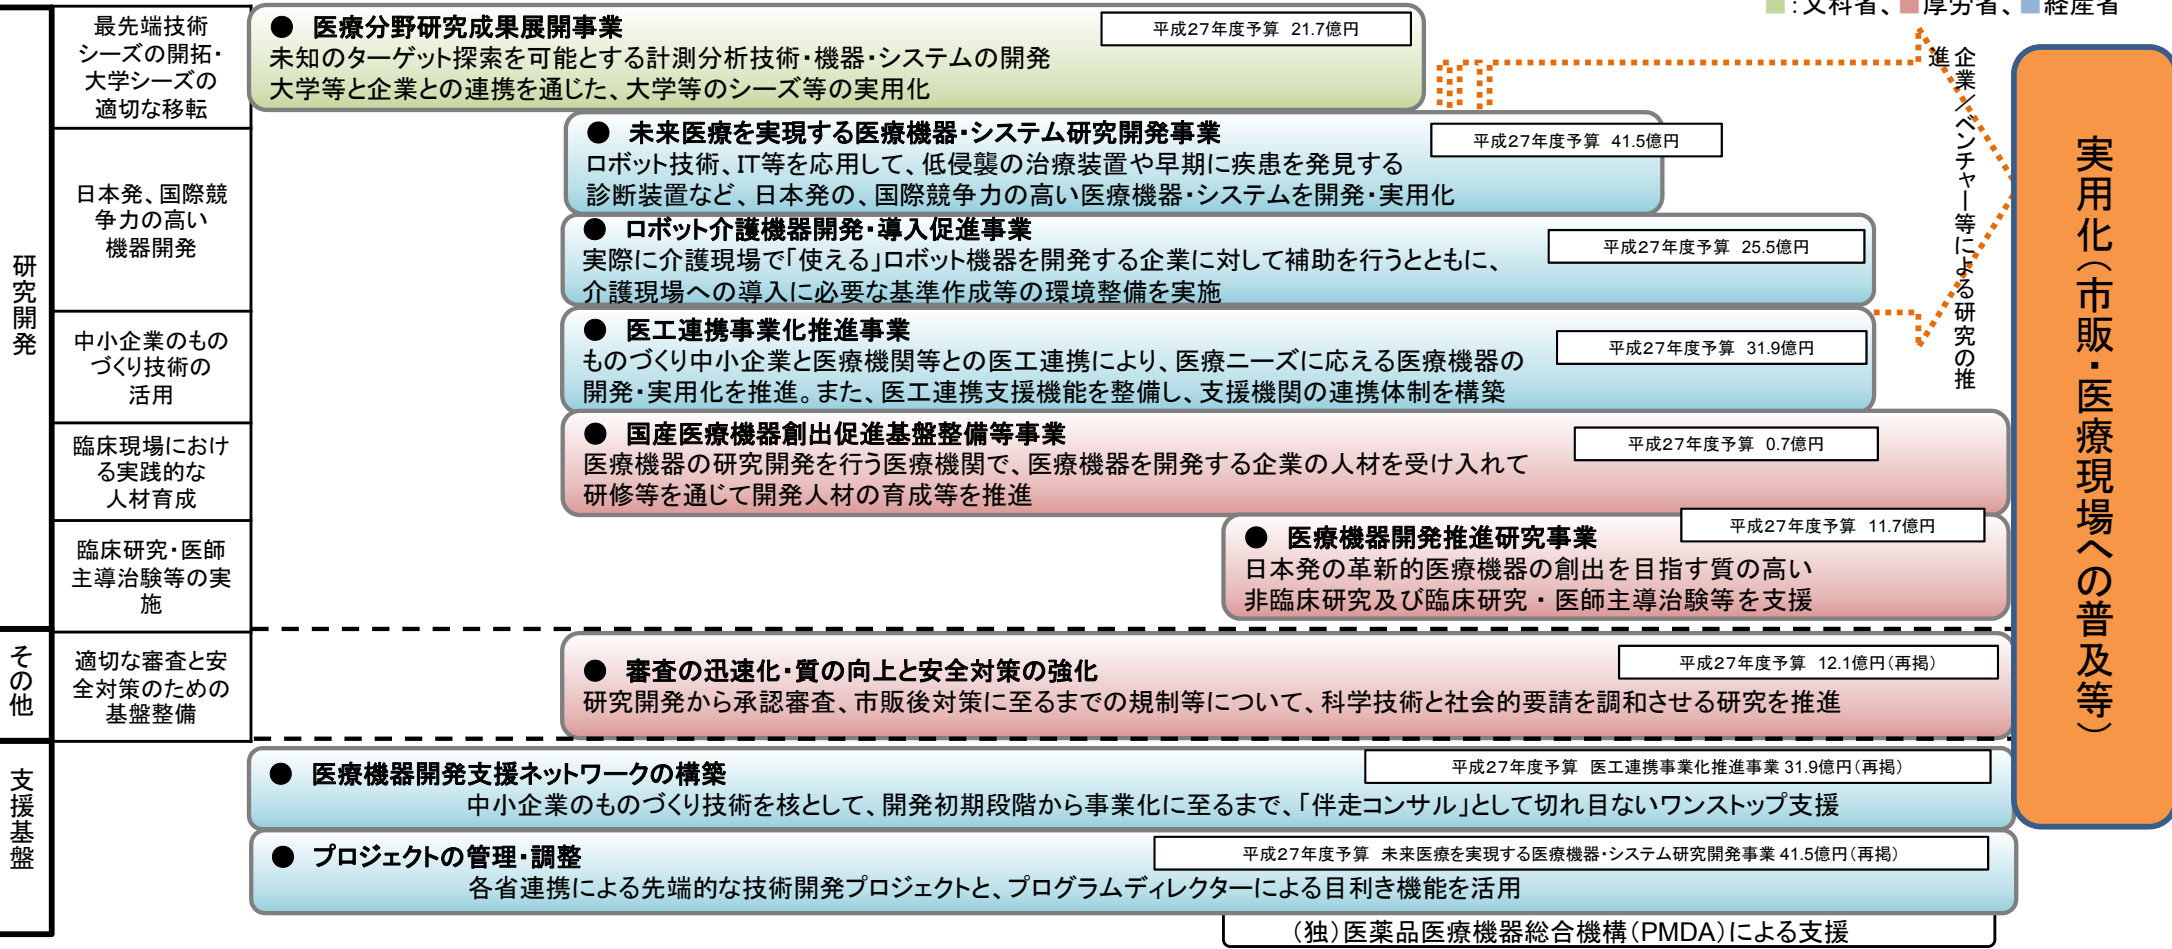 ■:文科省、■厚労省、■経産省
研究開発
最先端技術
シーズの開拓・
大学シーズの
適切な移転
● 医療分野研究成果展開事業
平成27年度予算 21.7億円
未知のターゲット探索を可能とする計測分析技術・機器・システムの開発
大学等と企業との連携を通じた、大学等のシーズ等の実用化
日本発、国際競
争力の高い
機器開発
● 未来医療を実現する医療機器・システム研究開発事業
平成27年度予算 41.5億円
ロボット技術、IT等を応用して、低侵襲の治療装置や早期に疾患を発見する
診断装置など、日本発の、国際競争力の高い医療機器・システムを開発・実用化
● ロボット介護機器開発・導入促進事業
平成27年度予算 25.5億円
実際に介護現場で「使える」ロボット機器を開発する企業に対して補助を行うとともに、
介護現場への導入に必要な基準作成等の環境整備を実施
中小企業のもの
づくり技術の
活用
● 医工連携事業化推進事業
平成27年度予算 31.9億円
ものづくり中小企業と医療機関等との医工連携により、医療ニーズに応える医療機器の
開発・実用化を推進。また、医工連携支援機能を整備し、支援機関の連携体制を構築
臨床現場におけ
る実践的な
人材育成
● 国産医療機器創出促進基盤整備等事業
平成27年度予算 0.7億円
医療機器の研究開発を行う医療機関で、医療機器を開発する企業の人材を受け入れて
研修等を通じて開発人材の育成等を推進
臨床研究・医師
主導治験等の実
施
● 医療機器開発推進研究事業
平成27年度予算 11.7億円
日本発の革新的医療機器の創出を目指す質の高い
非臨床研究及び臨床研究・医師主導治験等を支援
企業/ベンチャー等による研究の推
進
実用化(市販・医療現場への普及等)
その他
適切な審査と安
全対策のための
基盤整備
● 審査の迅速化・質の向上と安全対策の強化
平成27年度予算 12.1億円(再掲)
研究開発から承認審査、市販後対策に至るまでの規制等について、科学技術と社会的要請を調和させる研究を推進
支援基盤
● 医療機器開発支援ネットワークの構築
平成27年度予算 医工連携事業化推進事業 31.9億円(再掲)
中小企業のものづくり技術を核として、開発初期段階から事業化に至るまで、「伴走コンサル」として切れ目ないワンストップ支援
● プロジェクトの管理・調整
平成27年度予算 未来医療を実現する医療機器・システム研究開発事業 41.5億円(再掲)
各省連携による先端的な技術開発プロジェクトと、プログラムディレクターによる目利き機能を活用
(独)医薬品医療機器総合機構(PMDA)による支援